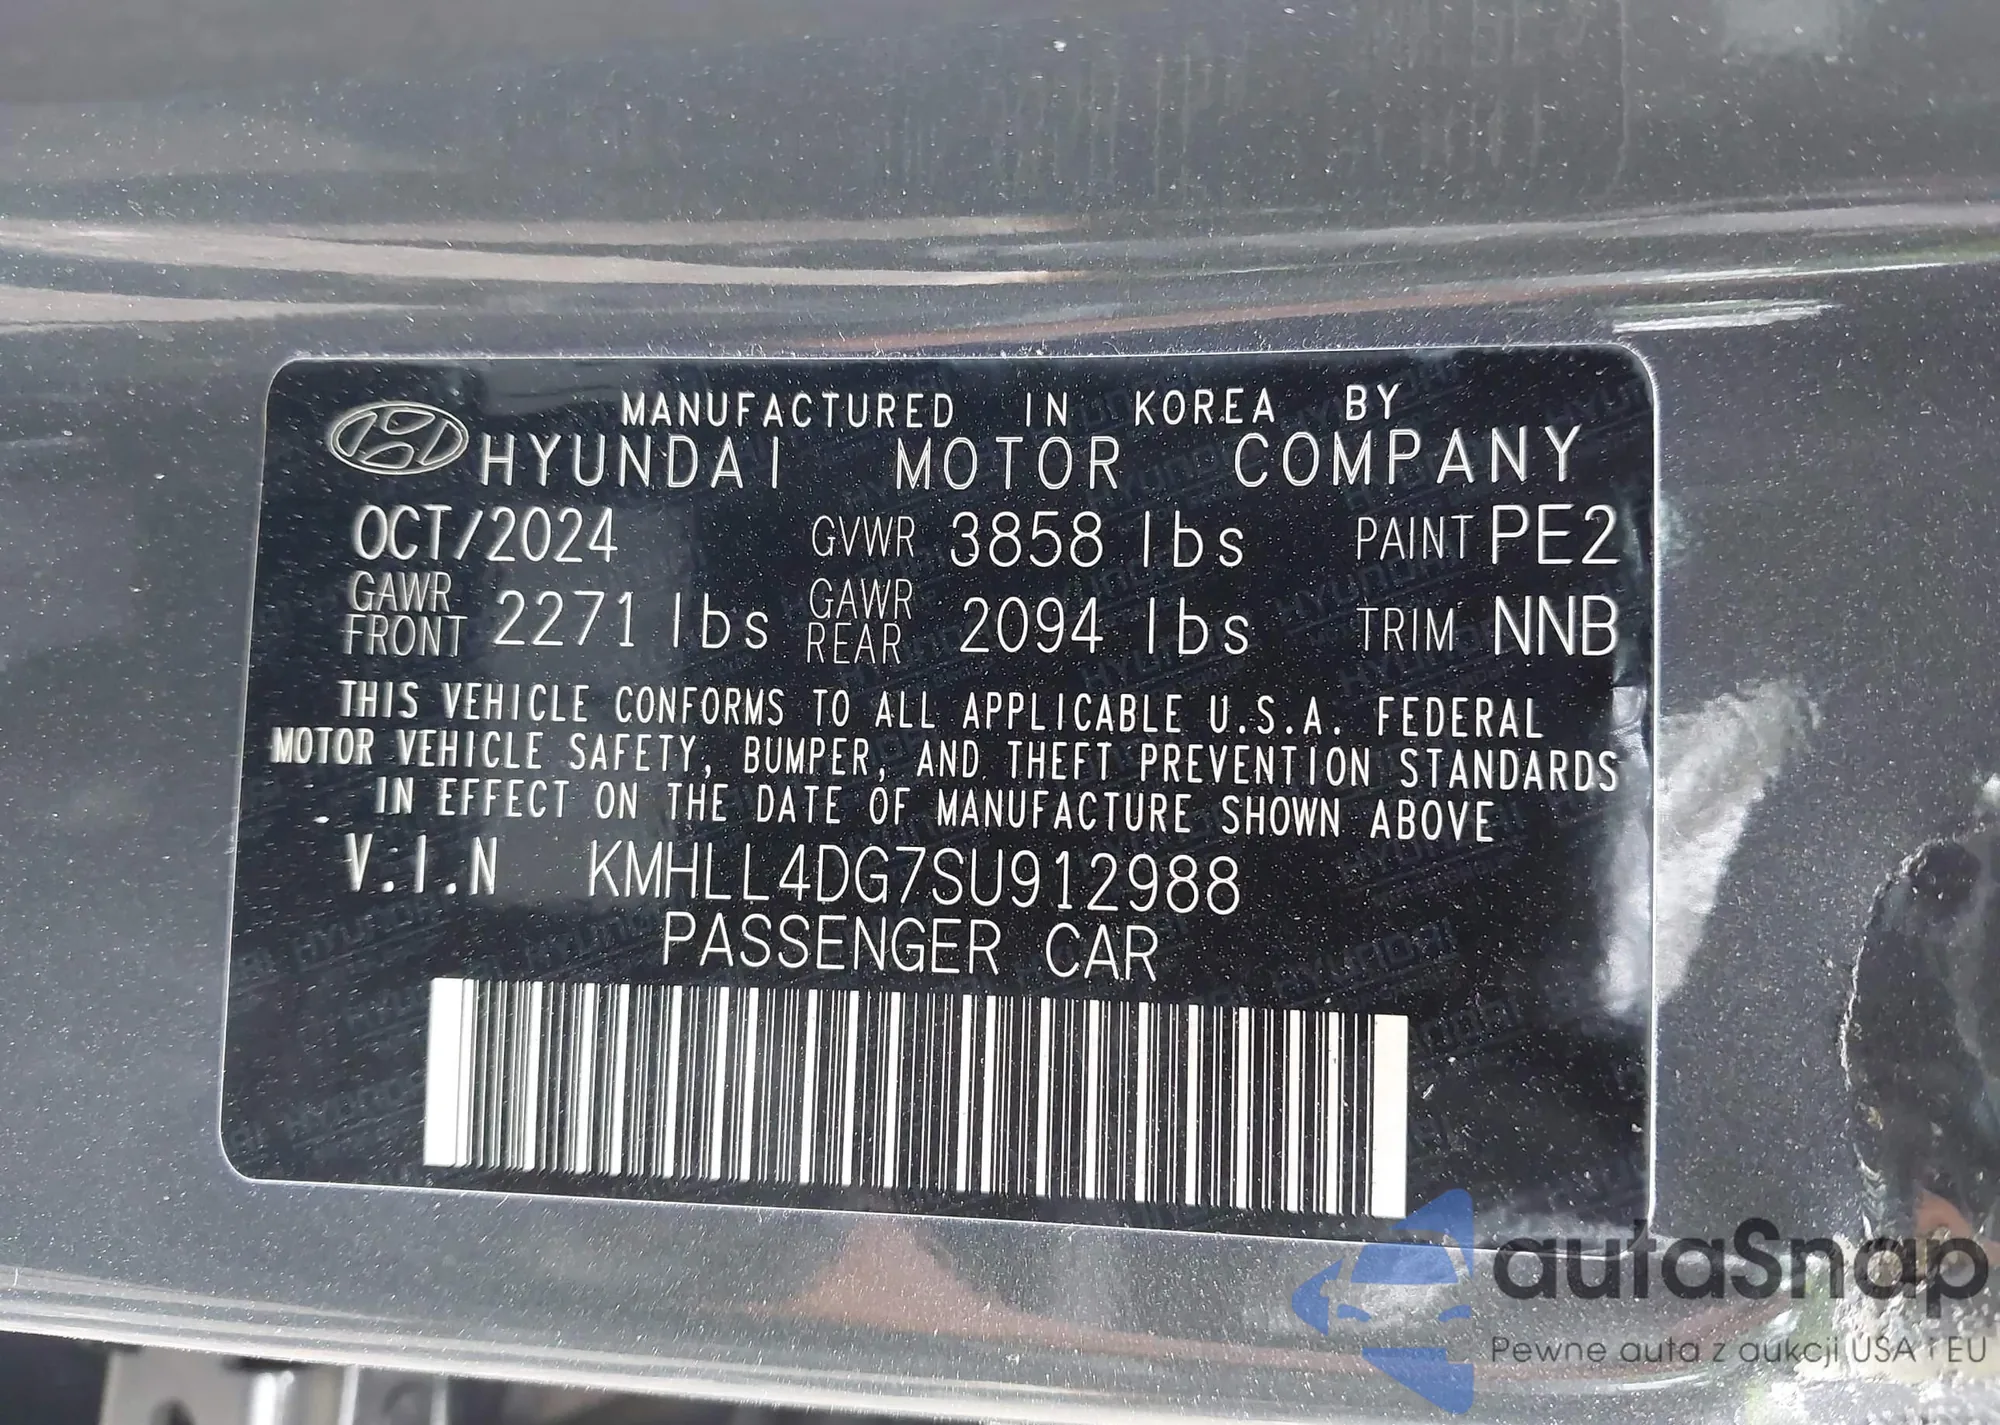 MANUFACTURED IN KOREA BY
HYUNDAI MOTOR COMPANY
OCT/2024 GVWR 3858 lbs PAINT PE2
GAWR FRONT 2271 lbs GAWR REAR 2094 lbs TRIM NNB
THIS VEHICLE CONFORMS TO ALL APPLICABLE U.S.A. FEDERAL
MOTOR VEHICLE SAFETY, BUMPER, AND THEFT PREVENTION STANDARDS
IN EFFECT ON THE DATE OF MANUFACTURE SHOWN ABOVE
V.I.N KMHLL4DG7SU912988
PASSENGER CAR
autaSnap
Pewne auta z aukcji USA i EU